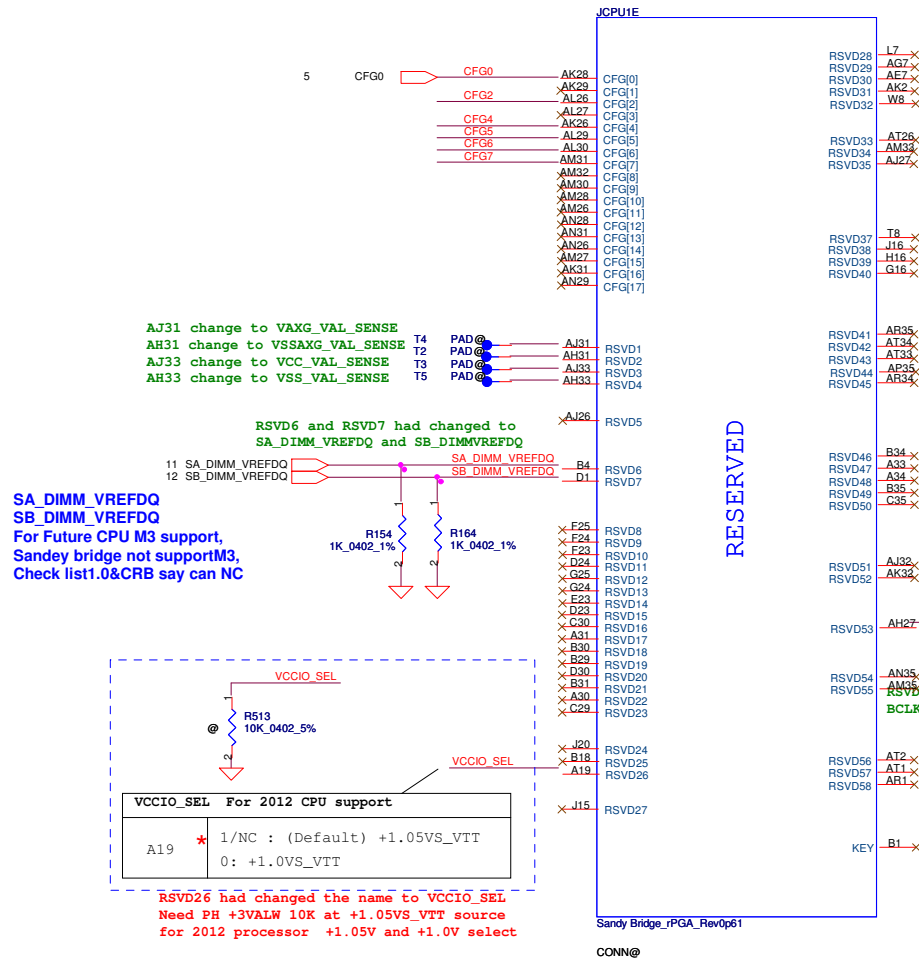 JCPU1E
5 CFG0 CFG0 AK28 CFG[0]
AK29 CFG[1]
CFG2 AL26 CFG[2]
AL27 CFG[3]
CFG4 AK26 CFG[4]
CFG5 AL29 CFG[5]
CFG6 AL30 CFG[6]
CFG7 AM31 CFG[7]
AM32 CFG[8]
AM30 CFG[9]
AM28 CFG[10]
AM26 CFG[11]
AN28 CFG[12]
AN31 CFG[13]
AN26 CFG[14]
AM27 CFG[15]
AK31 CFG[16]
AN29 CFG[17]
RSVD28 L7
RSVD29 AG7
RSVD30 AE7
RSVD31 AK2
RSVD32 W8
RSVD33 AT26
RSVD34 AM33
RSVD35 AJ27
RSVD37 T8
RSVD38 J16
RSVD39 H16
RSVD40 G16
AJ31 change to VAXG_VAL_SENSE
AH31 change to VSSAXG_VAL_SENSE
AJ33 change to VCC_VAL_SENSE
AH33 change to VSS_VAL_SENSE
T4 PAD@ AJ31 RSVD1
T2 PAD@ AH31 RSVD2
T3 PAD@ AJ33 RSVD3
T5 PAD@ AH33 RSVD4
AJ26 RSVD5
RSVD41 AR35
RSVD42 AT34
RSVD43 AT33
RSVD44 AP35
RSVD45 AR34
RSVD6 and RSVD7 had changed to
SA_DIMM_VREFDQ and SB_DIMMVREFDQ
11 SA_DIMM_VREFDQ SA_DIMM_VREFDQ B4 RSVD6
12 SB_DIMM_VREFDQ SB_DIMM_VREFDQ D1 RSVD7
RESERVED
RSVD46 B34
RSVD47 A33
RSVD48 A34
RSVD49 B35
RSVD50 C35
SA_DIMM_VREFDQ
SB_DIMM_VREFDQ
For Future CPU M3 support,
Sandey bridge not supportM3,
Check list1.0&CRB say can NC
1 R154 2
1K_0402_1%
1 R164 2
1K_0402_1%
F25 RSVD8
F24 RSVD9
F23 RSVD10
D24 RSVD11
G25 RSVD12
G24 RSVD13
E23 RSVD14
D23 RSVD15
C30 RSVD16
A31 RSVD17
B30 RSVD18
B29 RSVD19
D30 RSVD20
B31 RSVD21
A30 RSVD22
C29 RSVD23
RSVD51 AJ32
RSVD52 AK32
RSVD53 AH27
RSVD54 AN35
RSVD55 AM35
RSVD
BCLK
VCCIO_SEL
1
@ R513
10K_0402_5%
2
J20 RSVD24
B18 RSVD25
VCCIO_SEL A19 RSVD26
J15 RSVD27
RSVD56 AT2
RSVD57 AT1
RSVD58 AR1
KEY B1
VCCIO_SEL For 2012 CPU support
A19 * 1/NC : (Default) +1.05VS_VTT
0: +1.0VS_VTT
RSVD26 had changed the name to VCCIO_SEL
Need PH +3VALW 10K at +1.05VS_VTT source
for 2012 processor +1.05V and +1.0V select
Sandy Bridge_rPGA_Rev0p61
CONN@